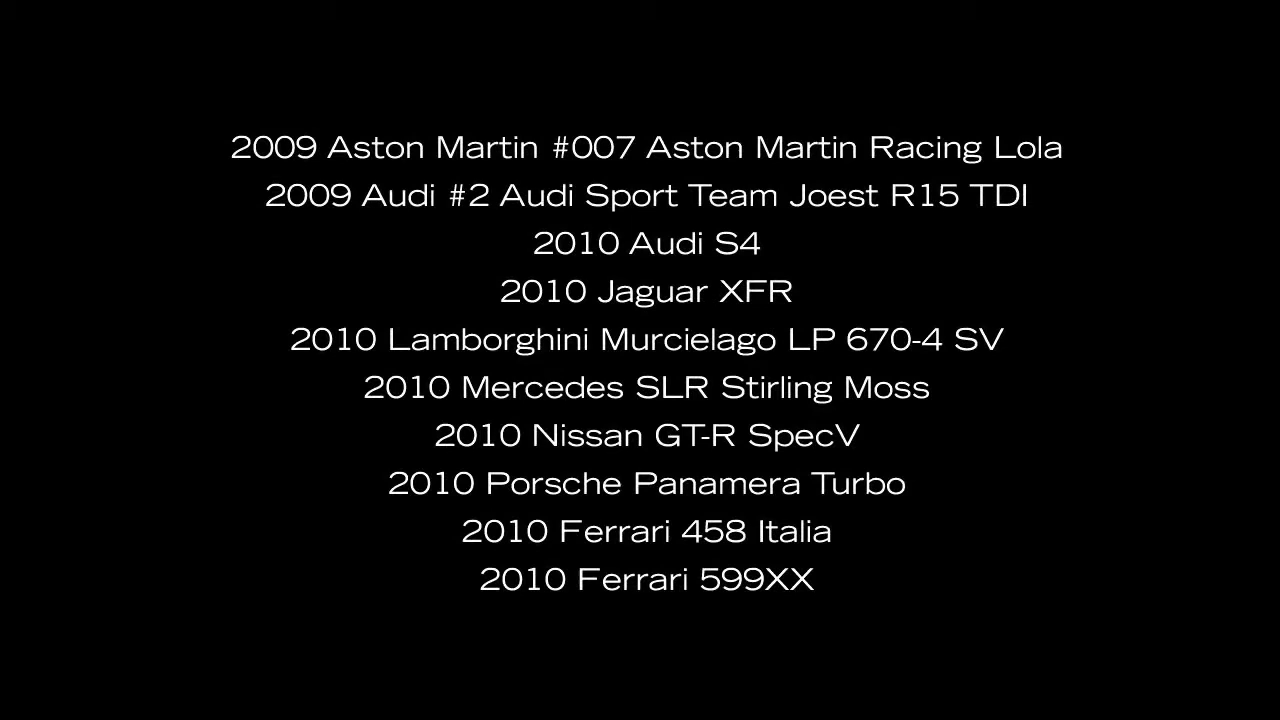 2009 Aston Martin #007 Aston Martin Racing Lola
2009 Audi #2 Audi Sport Team Joest R15 TDI
2010 Audi S4
2010 Jaguar XFR
2010 Lamborghini Murcielago LP 670-4 SV
2010 Mercedes SLR Stirling Moss
2010 Nissan GT-R SpecV
2010 Porsche Panamera Turbo
2010 Ferrari 458 Italia
2010 Ferrari 599XX